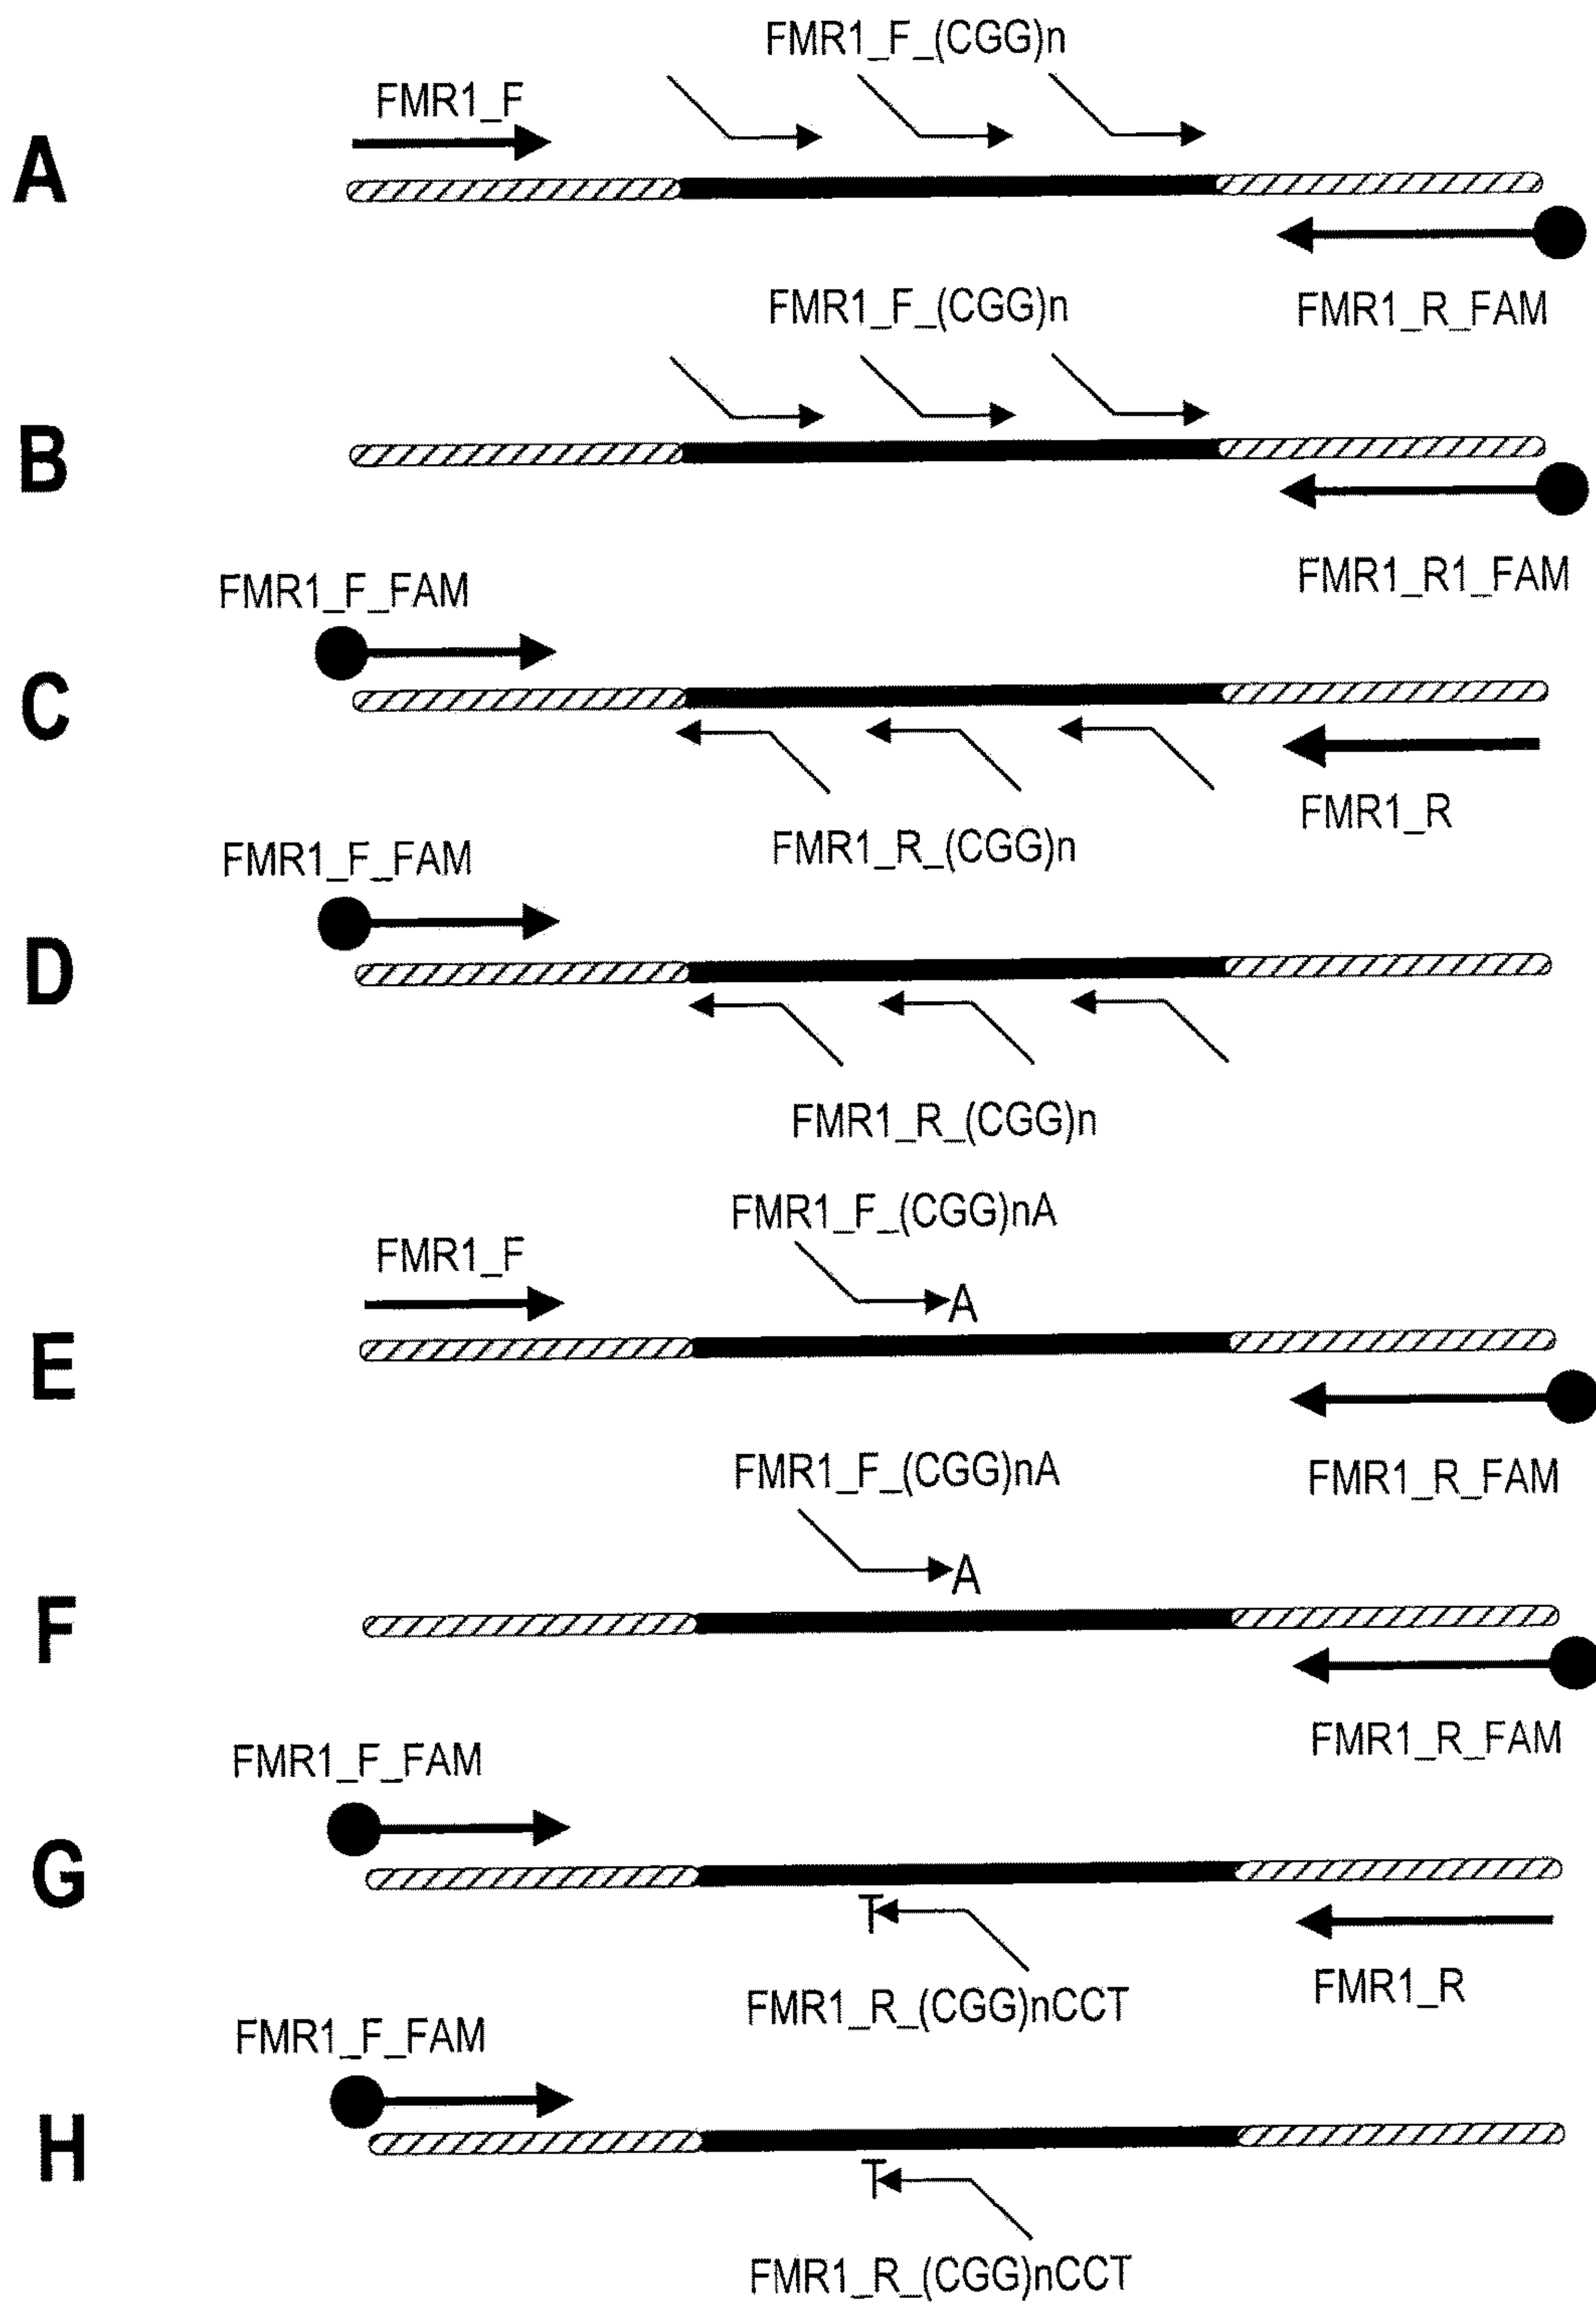 FMR1_F_(CGG)n
FMR1_F
A
FMR1_R_FAM
FMR1_F_(CGG)n
B
FMR1_R1_FAM
FMR1_F_FAM
C
FMR1_R
FMR1_R_(CGG)n
FMR1_F_FAM
D
FMR1_R_(CGG)n
FMR1_F_(CGG)nA
FMR1_F
A
E
FMR1_R_FAM
FMR1_F_(CGG)nA
A
F
FMR1_R_FAM
FMR1_F_FAM
G
T
FMR1_R
FMR1_R_(CGG)nCCT
FMR1_F_FAM
H
T
FMR1_R_(CGG)nCCT